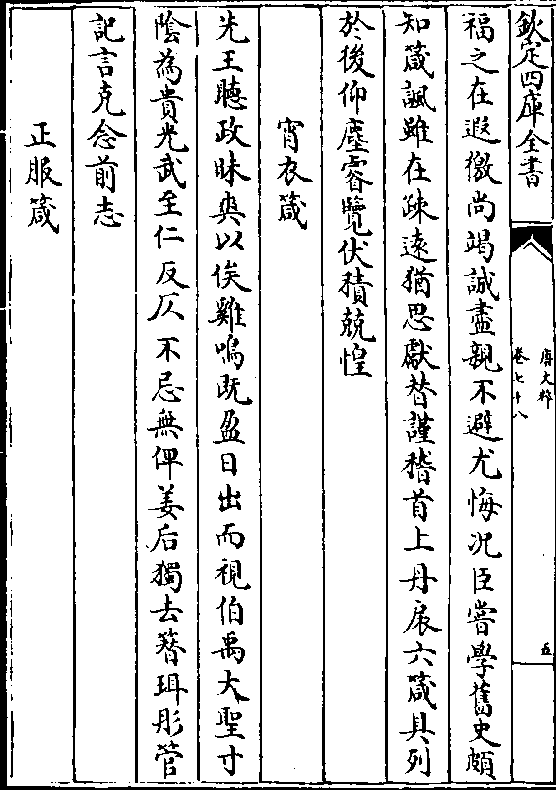 欽定四庫全書
唐文粹
卷七十八
五
福之在遐徼尚竭誠盡親不避尤悔况臣嘗學舊史頗
知箴諷雖在疎遠猶思獻替謹稽首上丹扆六箴具列
於後仰塵睿覽伏積兢惶
宵衣箴
先王聽政昧爽以俟雞鳴既盈日出而視伯禹大聖寸
陰為貴光武至仁反仄不忌無俾姜后獨去簪珥彤管
記言克念前志
正服箴